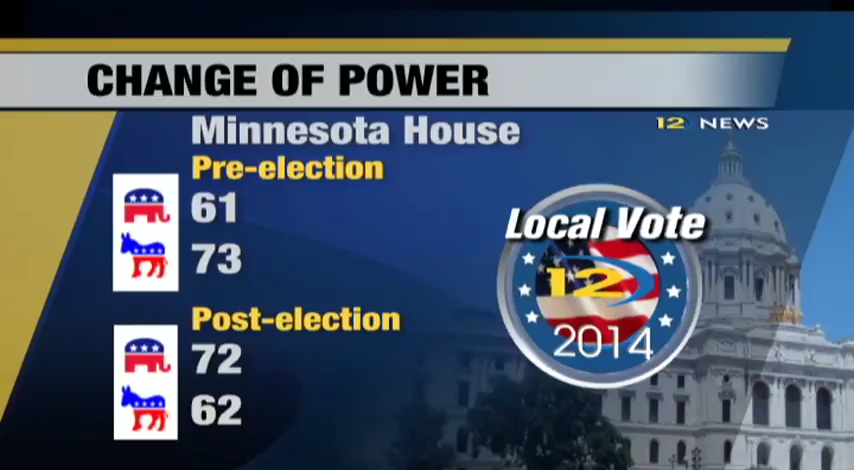 CHANGE OF POWER
12 NEWS
Minnesota House
Pre-election
61
73
Local Vote
12
2014
Post-election
72
62